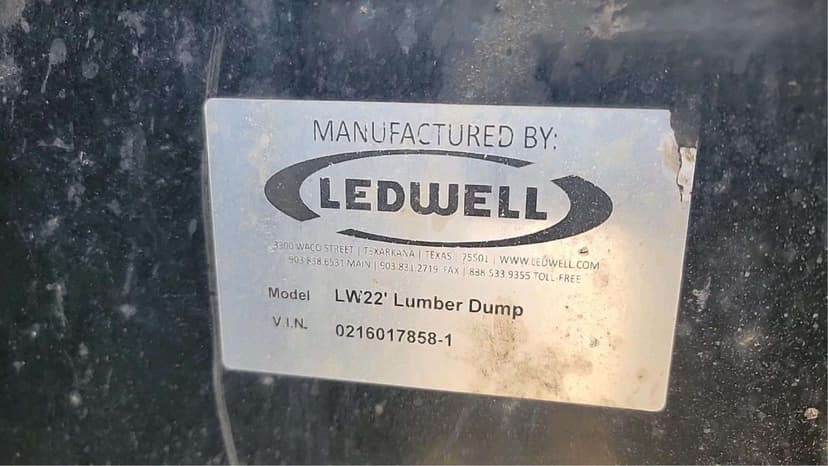 MANUFACTURED BY:
LEDWELL
3300 WACO STREET | TEXARKANA | TEXAS | 75501 | WWW.LEDWELL.COM
903.838.6531 MAIN | 903.831.2719 FAX | 888.533.9355 TOLL-FREE
Model LW22' Lumber Dump
V.I.N. 0216017858-1